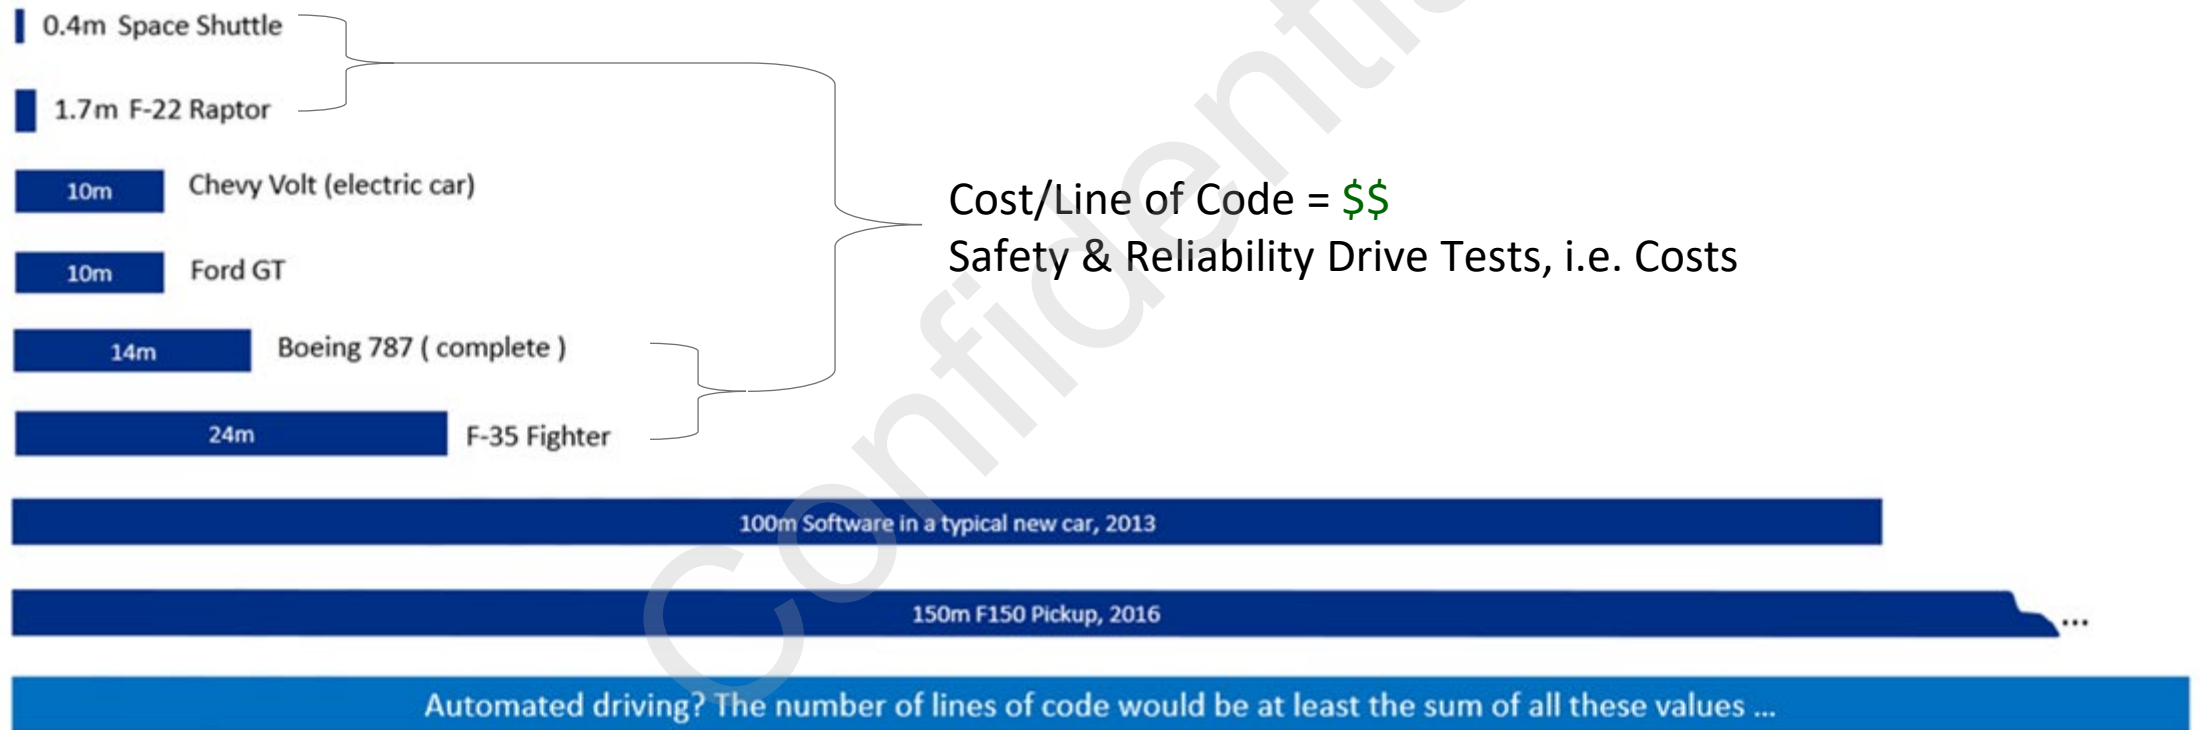 0.4m Space Shuttle
1.7m F-22 Raptor
10m Chevy Volt (electric car)
10m Ford GT
14m Boeing 787 ( complete )
24m F-35 Fighter
Cost/Line of Code = $$
Safety & Reliability Drive Tests, i.e. Costs
100m Software in a typical new car, 2013
150m F150 Pickup, 2016
...
Automated driving? The number of lines of code would be at least the sum of all these values ...
Confidentia